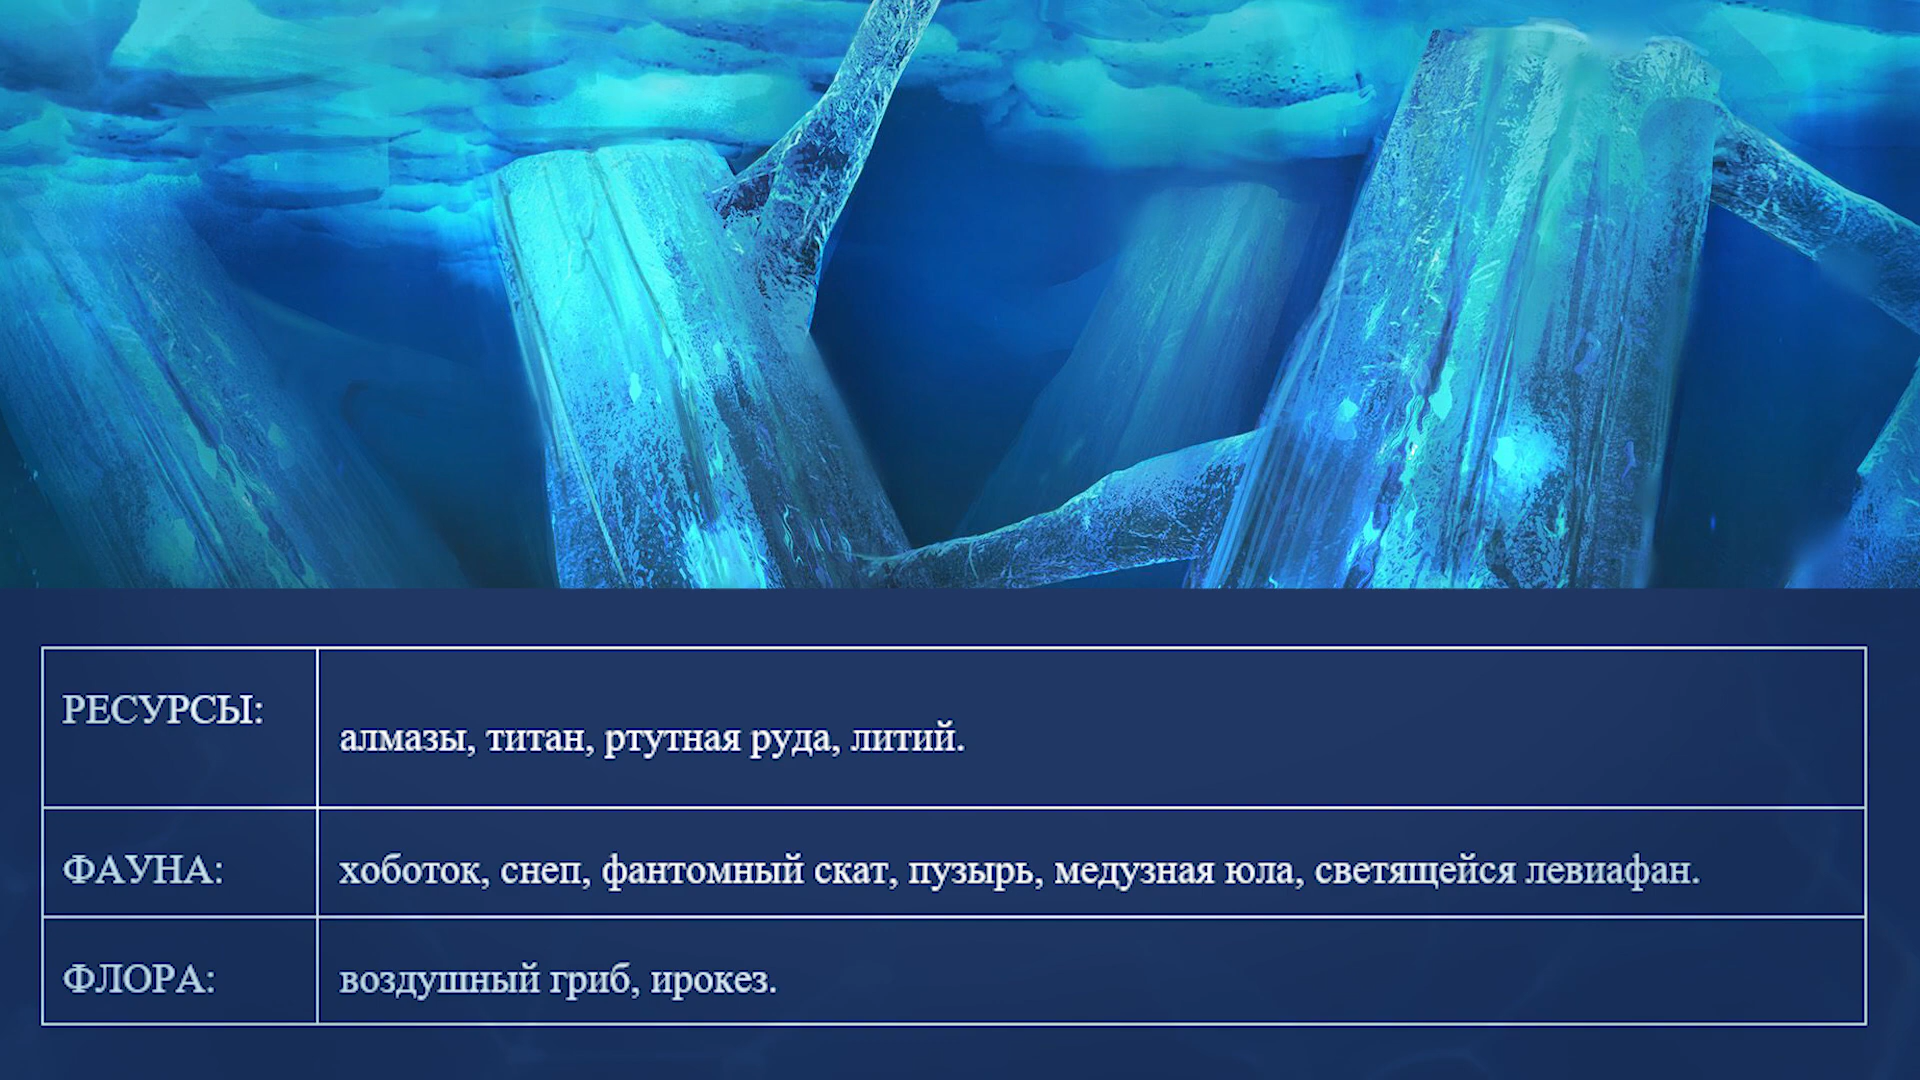 РЕСУРСЫ:
алмазы, титан, ртутная руда, литий.
ФАУНА:
хоботок, снеп, фантомный скат, пузырь, медузная юла, светящейся левиафан.
ФЛОРА:
воздушный гриб, ирокез.